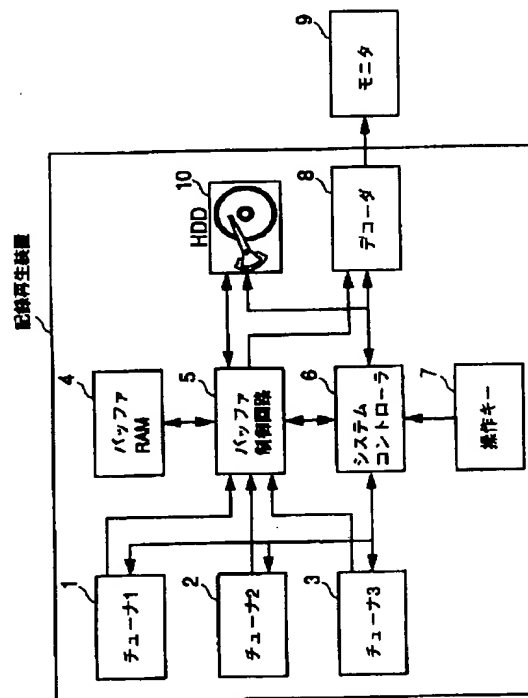 記録再生装置
1
チューナ1
2
チューナ2
3
チューナ3
4
バッファ
RAM
5
バッファ
制御回路
6
システム
コントローラ
7
操作キー
HDD
10
8
デコーダ
9
モニタ